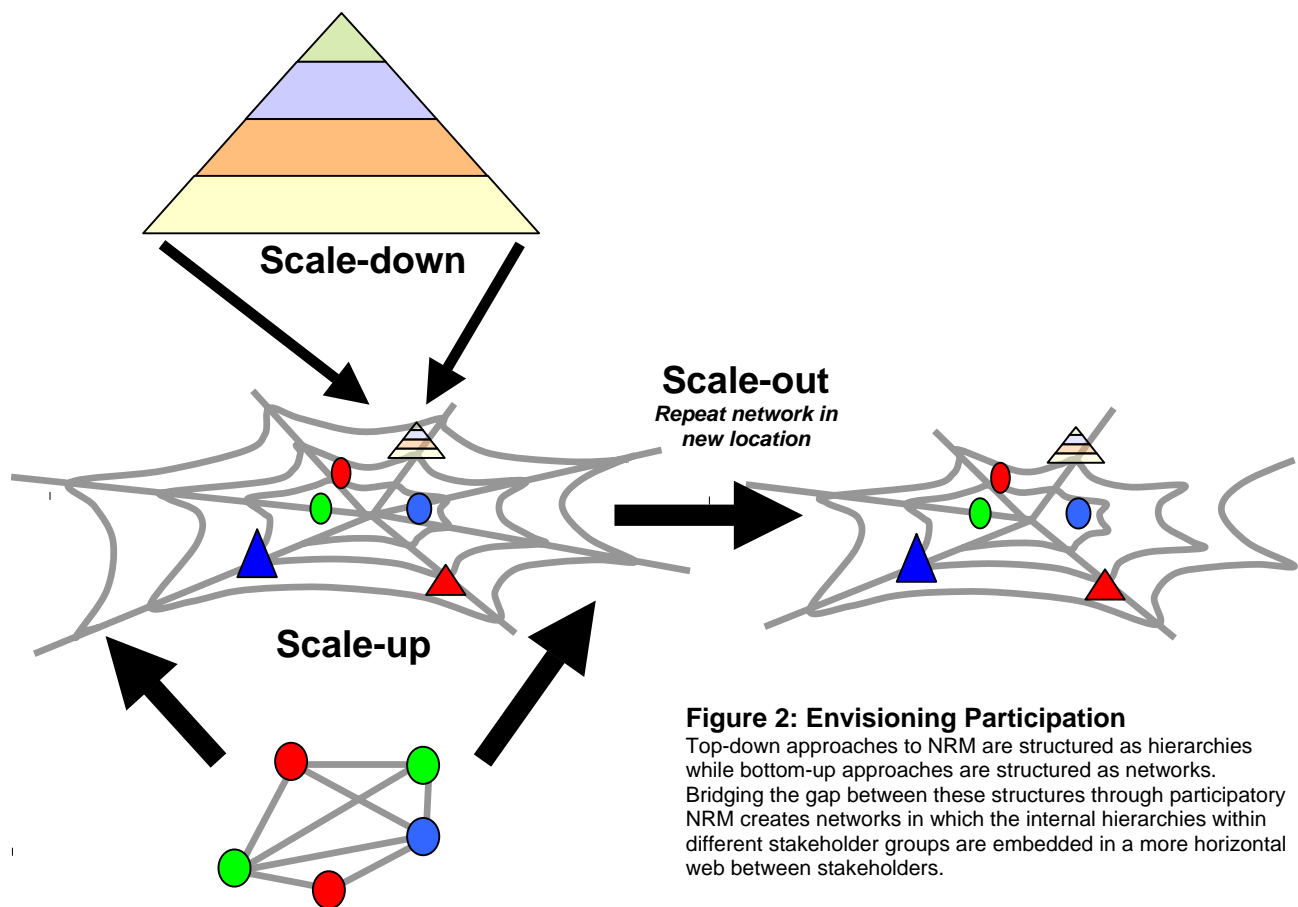 Scale-down
Scale-out
Repeat network in
new location
Scale-up
Figure 2: Envisioning Participation
Top-down approaches to NRM are structured as hierarchies
while bottom-up approaches are structured as networks.
Bridging the gap between these structures through participatory
NRM creates networks in which the internal hierarchies within
different stakeholder groups are embedded in a more horizontal
web between stakeholders.